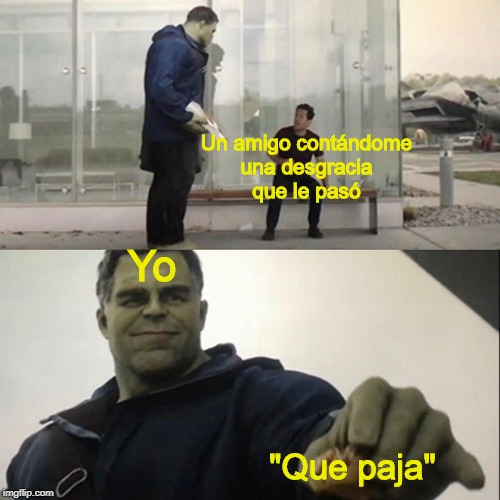 Un amigo contándome
una desgracia
que le pasó
Yo
"Que paja"
imgflip.com